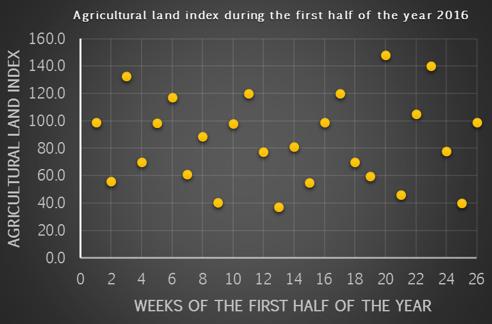 Agricultural land index during the first half of the year 2016
160.0
140.0
120.0
100.0
80.0
60.0
40.0
20.0
0.0
AGRICULTURAL LAND INDEX
0 2 4 6 8 10 12 14 16 18 20 22 24 26
WEEKS OF THE FIRST HALF OF THE YEAR